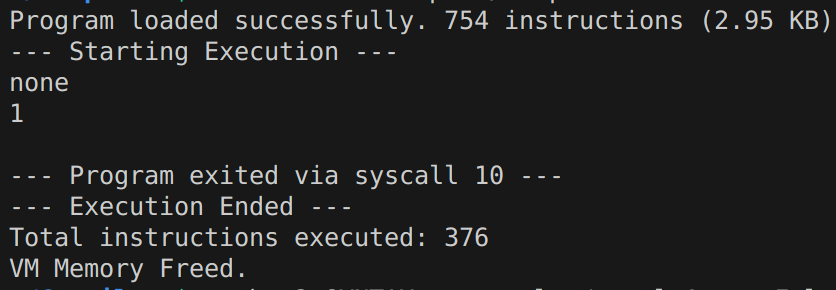 Program loaded successfully. 754 instructions (2.95 KB)
--- Starting Execution ---
none
1
--- Program exited via syscall 10 ---
--- Execution Ended ---
Total instructions executed: 376
VM Memory Freed.